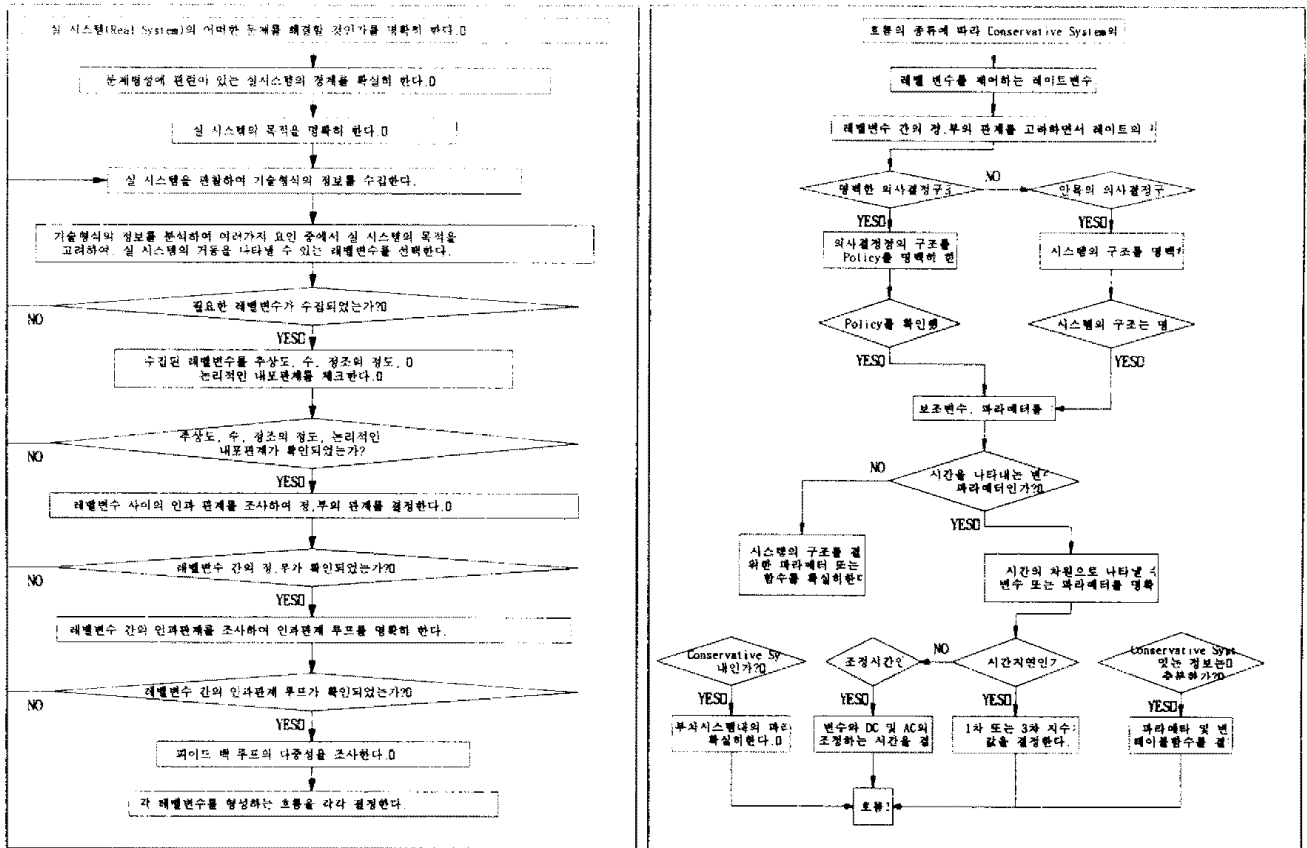 실 시스템(Real System)의 어떠한 문제를 해결할 것인가를 명확히 한다.
문제형성에 관련이 있는 실시스템의 경계를 확실히 한다.
실 시스템의 목적을 명확히 한다.
실 시스템을 관찰하여 기술형식의 정보를 수집한다.
기술형식의 정보를 분석하여 여러가지 요인 중에서 실 시스템의 목적을
고려하여, 실 시스템의 거동을 나타낼 수 있는 레벨변수를 선택한다.
필요한 레벨변수가 수집되었는가?
NO
YES
수집된 레벨변수를 추상도, 수, 정조의 정도,
논리적인 내포관계를 체크한다.
추상도, 수, 정조의 정도, 논리적인
내포관계가 확인되었는가?
NO
YES
레벨변수 사이의 인과 관계를 조사하여 정.부의 관계를 결정한다.
레벨변수 간의 정.부가 확인되었는가?
NO
YES
레벨변수 간의 인과관계를 조사하여 인과관계 루프를 명확히 한다.
레벨변수 간의 인과관계 루프가 확인되었는가?
NO
YES
피이드 백 루프의 다중성을 조사한다.
각 레벨변수를 형성하는 흐름을 각각 결정한다.
흐름의 종류에 따라 Conservative System의
레벨 변수를 제어하는 레이트변수
레벨변수 간의 정.부의 관계를 고려하면서 레이트의
명백한 의사결정구
NO
안목의 의사결정구
YES
YES
의사결정점의 구조를
Policy를 명백히 한
시스템의 구조를 명백
Policy를 확인했
시스템의 구조는 명
YES
YES
보조변수, 파라메터를
시간을 나타내는 변
파라메터인가?
NO
YES
시스템의 구조를 결
위한 파라메터 또는
함수를 확실히한
시간의 차원으로 나타낼
변수 또는 파라메터를 명확
Conservative Sy
내인가?
조정시간인
NO
시간지연인
Conservative Syst
있는 정보는
충분한가?
YES
YES
YES
YES
부차시스템내의 파라
확실히한다.
변수와 DC 및 AC의
조정하는 시간을 결
1차 또는 3차 지수
값을 결정한다.
파라메타 및 변
테이블함수를 결
흐름